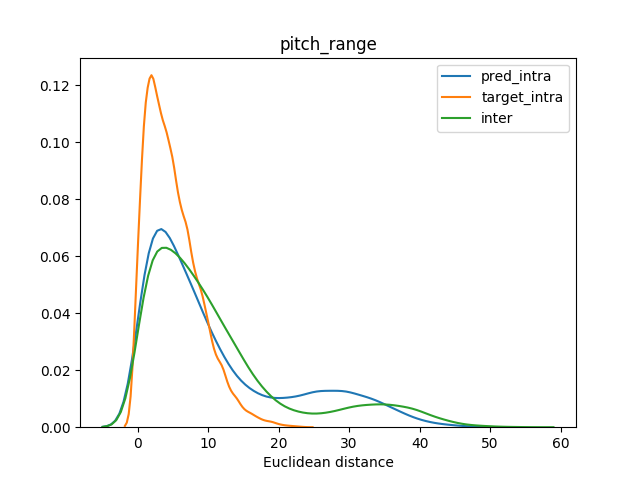 pitch_range
pred_intra
target_intra
inter
0.12
0.10
0.08
0.06
0.04
0.02
0.00
0 10 20 30 40 50 60
Euclidean distance